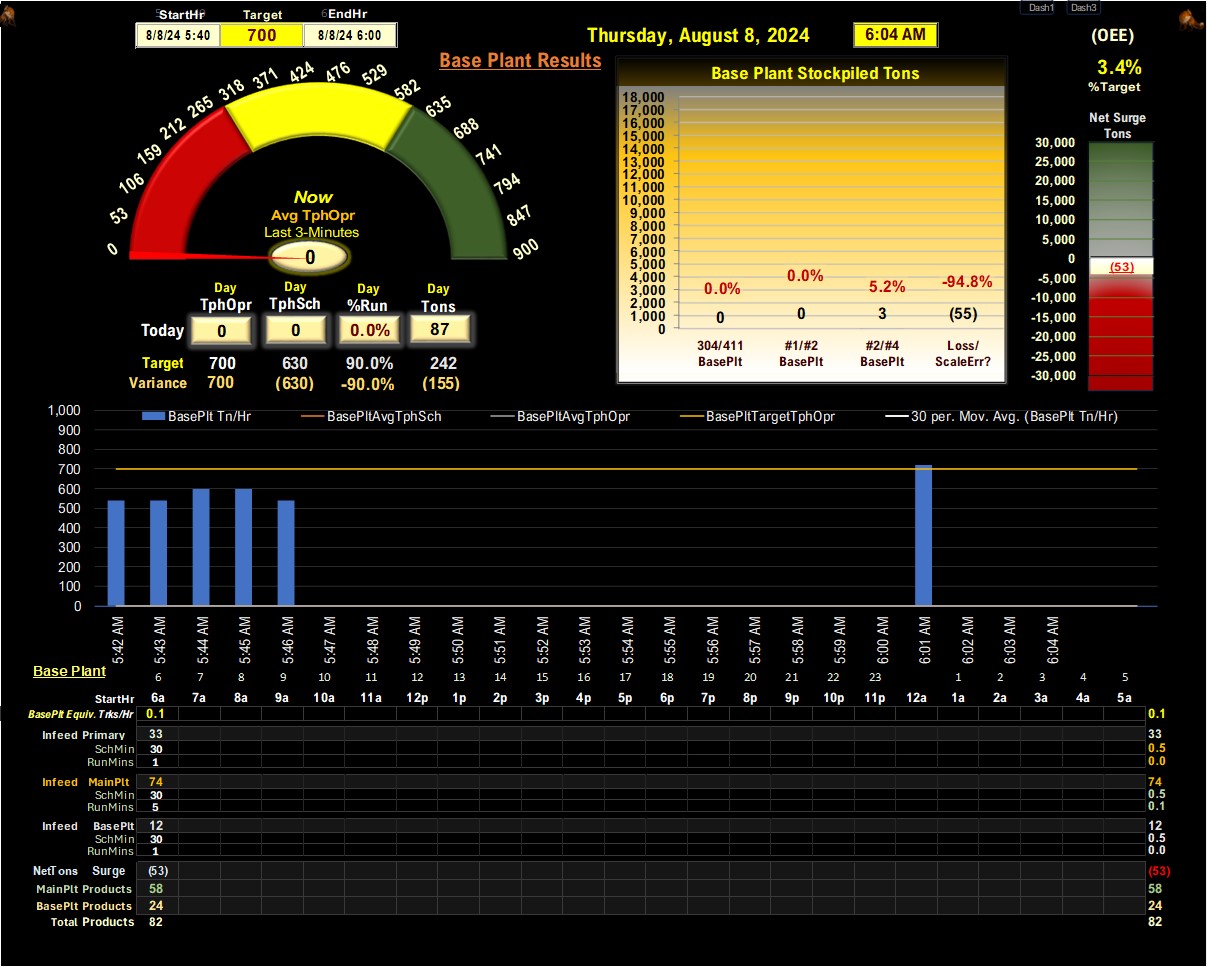 StartHr Target EndHr
8/8/24 5:40 700 8/8/24 6:00
Thursday, August 8, 2024 6:04 AM
Dash1 Dash3
(OEE)
3.4%
%Target
Base Plant Results
0 53 106 159 212 265 318 371 424 476 529 582 635 688 741 794 847 900
Now
Avg TphOpr
Last 3-Minutes
0
Day Day Day Day
TphOpr TphSch %Run Tons
Today 0 0 0.0% 87
Target 700 630 90.0% 242
Variance 700 (630) -90.0% (155)
Base Plant Stockpiled Tons
18,000
17,000
16,000
15,000
14,000
13,000
12,000
11,000
10,000
9,000
8,000
7,000
6,000
5,000
4,000
3,000
2,000
1,000
0
0.0% 0.0% 5.2% -94.8%
0 0 3 (55)
304/411 #1/#2 #2/#4 Loss/
BasePlt BasePlt BasePlt ScaleErr?
Net Surge
Tons
30,000
25,000
20,000
15,000
10,000
5,000
0
-5,000
-10,000
-15,000
-20,000
-25,000
-30,000
(53)
BasePlt Tn/Hr BasePltAvgTphSch BasePltAvgTphOpr BasePltTargetTphOpr 30 per. Mov. Avg. (BasePlt Tn/Hr)
1,000
900
800
700
600
500
400
300
200
100
0
5:42 AM 5:43 AM 5:44 AM 5:45 AM 5:46 AM 5:47 AM 5:48 AM 5:49 AM 5:50 AM 5:51 AM 5:52 AM 5:53 AM 5:54 AM 5:55 AM 5:56 AM 5:57 AM 5:58 AM 5:59 AM 6:00 AM 6:01 AM 6:02 AM 6:03 AM 6:04 AM
Base Plant
6 7 8 9 10 11 12 13 14 15 16 17 18 19 20 21 22 23 1 2 3 4 5
StartHr 6a 7a 8a 9a 10a 11a 12p 1p 2p 3p 4p 5p 6p 7p 8p 9p 10p 11p 12a 1a 2a 3a 4a 5a
BasePlt Equiv. Trks/Hr 0.1 0.1
Infeed Primary 33 33
SchMin 30 0.5
RunMins 1 0.0
Infeed MainPlt 74 74
SchMin 30 0.5
RunMins 5 0.1
Infeed BasePlt 12 12
SchMin 30 0.5
RunMins 1 0.0
NetTons Surge (53) (53)
MainPlt Products 58 58
BasePlt Products 24 24
Total Products 82 82